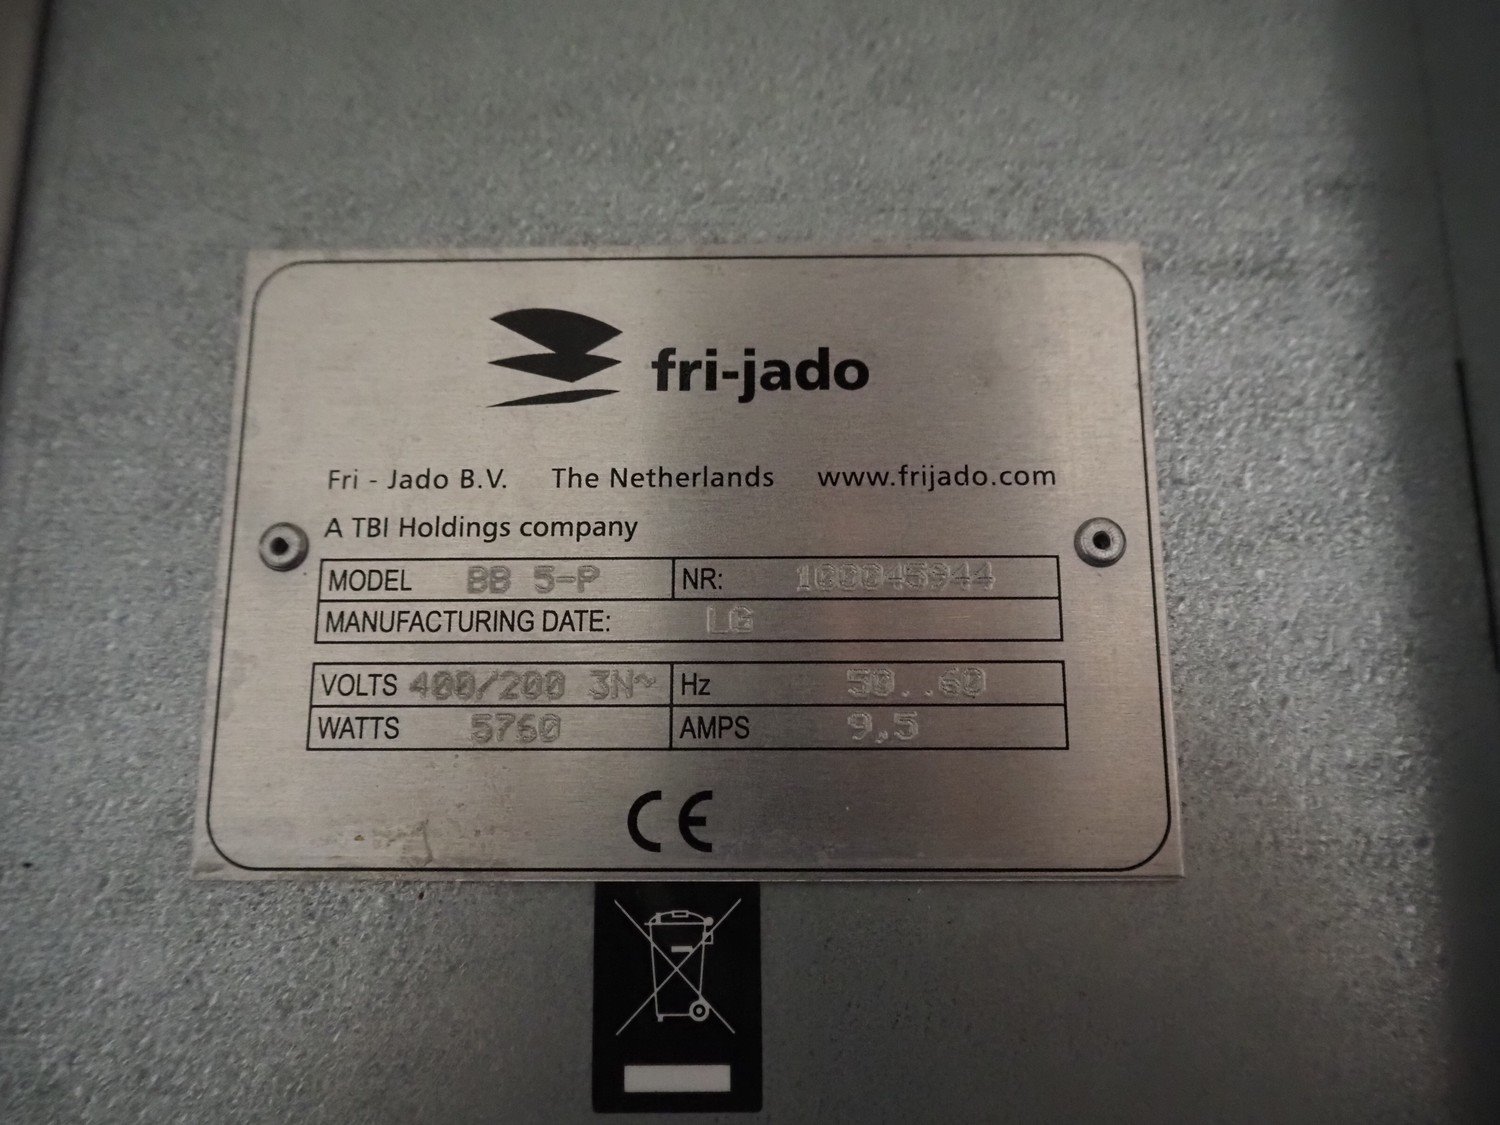 fri-jado
Fri - Jado B.V. The Netherlands www.frijado.com
A TBI Holdings company
MODEL BB 5-P NR: 100045944
MANUFACTURING DATE: LG
VOLTS 400/200 3N~ Hz 50..60
WATTS 5760 AMPS 9,5
CE